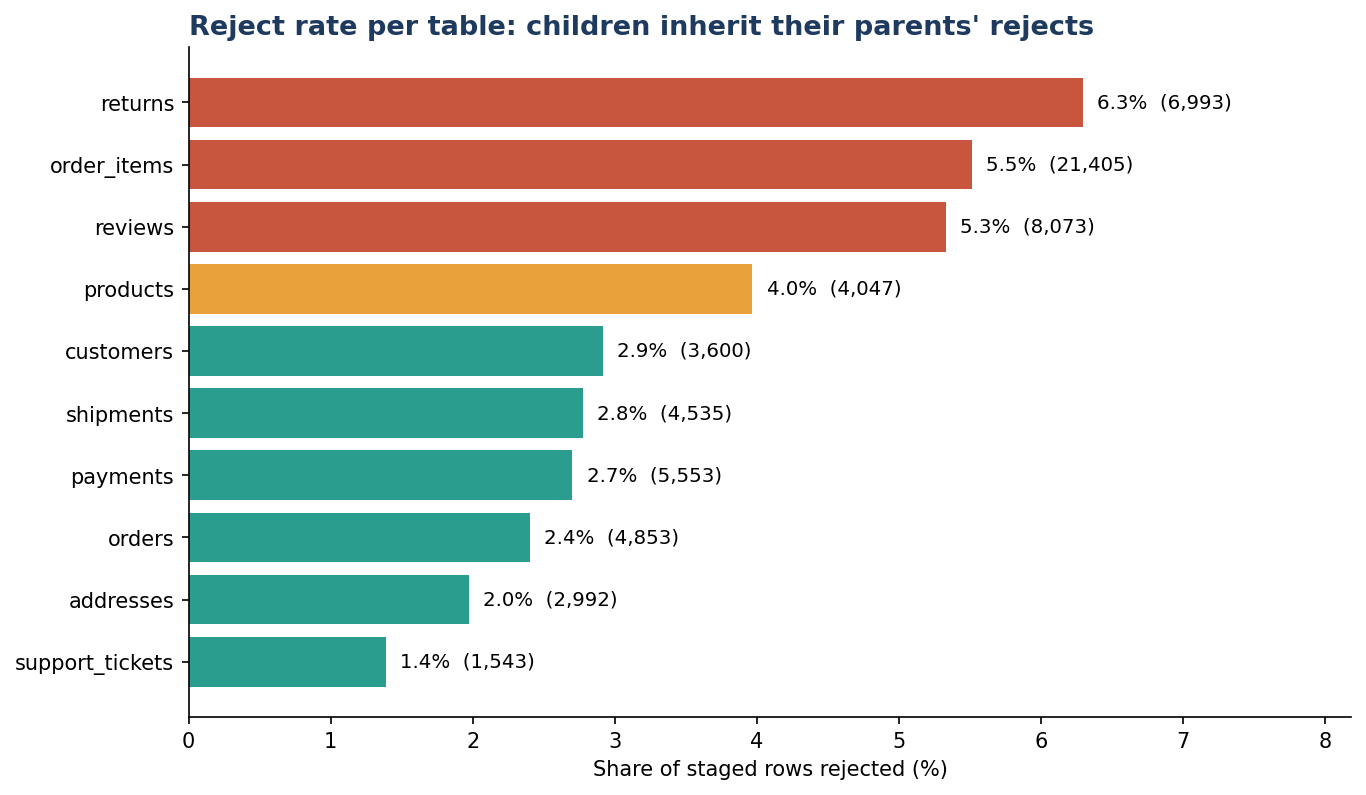 Reject rate per table: children inherit their parents' rejects
returns 6.3% (6,993)
order_items 5.5% (21,405)
reviews 5.3% (8,073)
products 4.0% (4,047)
customers 2.9% (3,600)
shipments 2.8% (4,535)
payments 2.7% (5,553)
orders 2.4% (4,853)
addresses 2.0% (2,992)
support_tickets 1.4% (1,543)
0 1 2 3 4 5 6 7 8
Share of staged rows rejected (%)